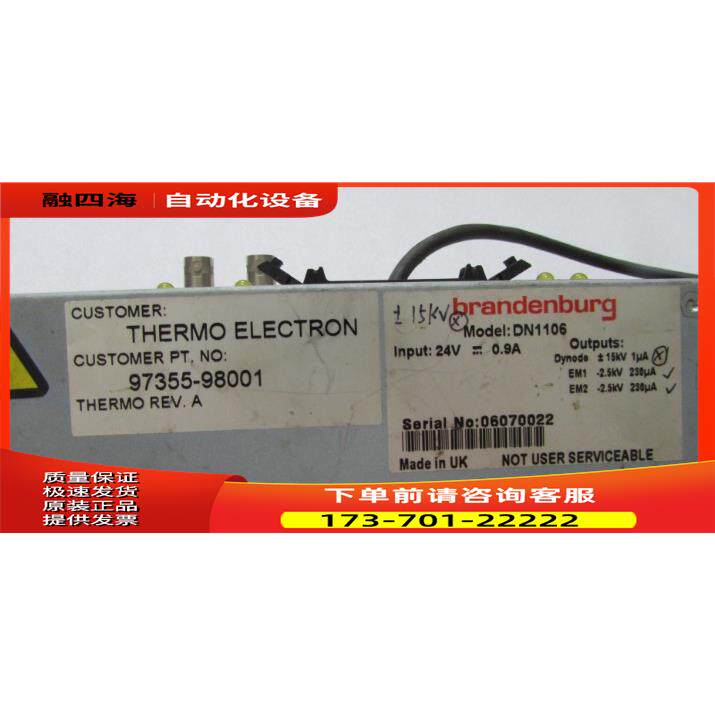 融四海 | 自动化设备
CUSTOMER:
THERMO ELECTRON
CUSTOMER PT. NO:
97355-98001
THERMO REV. A
± 15kV ⓧ
brandenburg
Model: DN1106
Input: 24V ⎓ 0.9A
Outputs:
Dynode ± 15kV 1µA ⓧ
EM1 -2.5kV 230µA ✓
EM2 -2.5kV 230µA ✓
Serial No:06070022
Made in UK NOT USER SERVICEABLE
质量保证
极速发货
原装正品
提供发票
下单前请咨询客服
173-701-22222